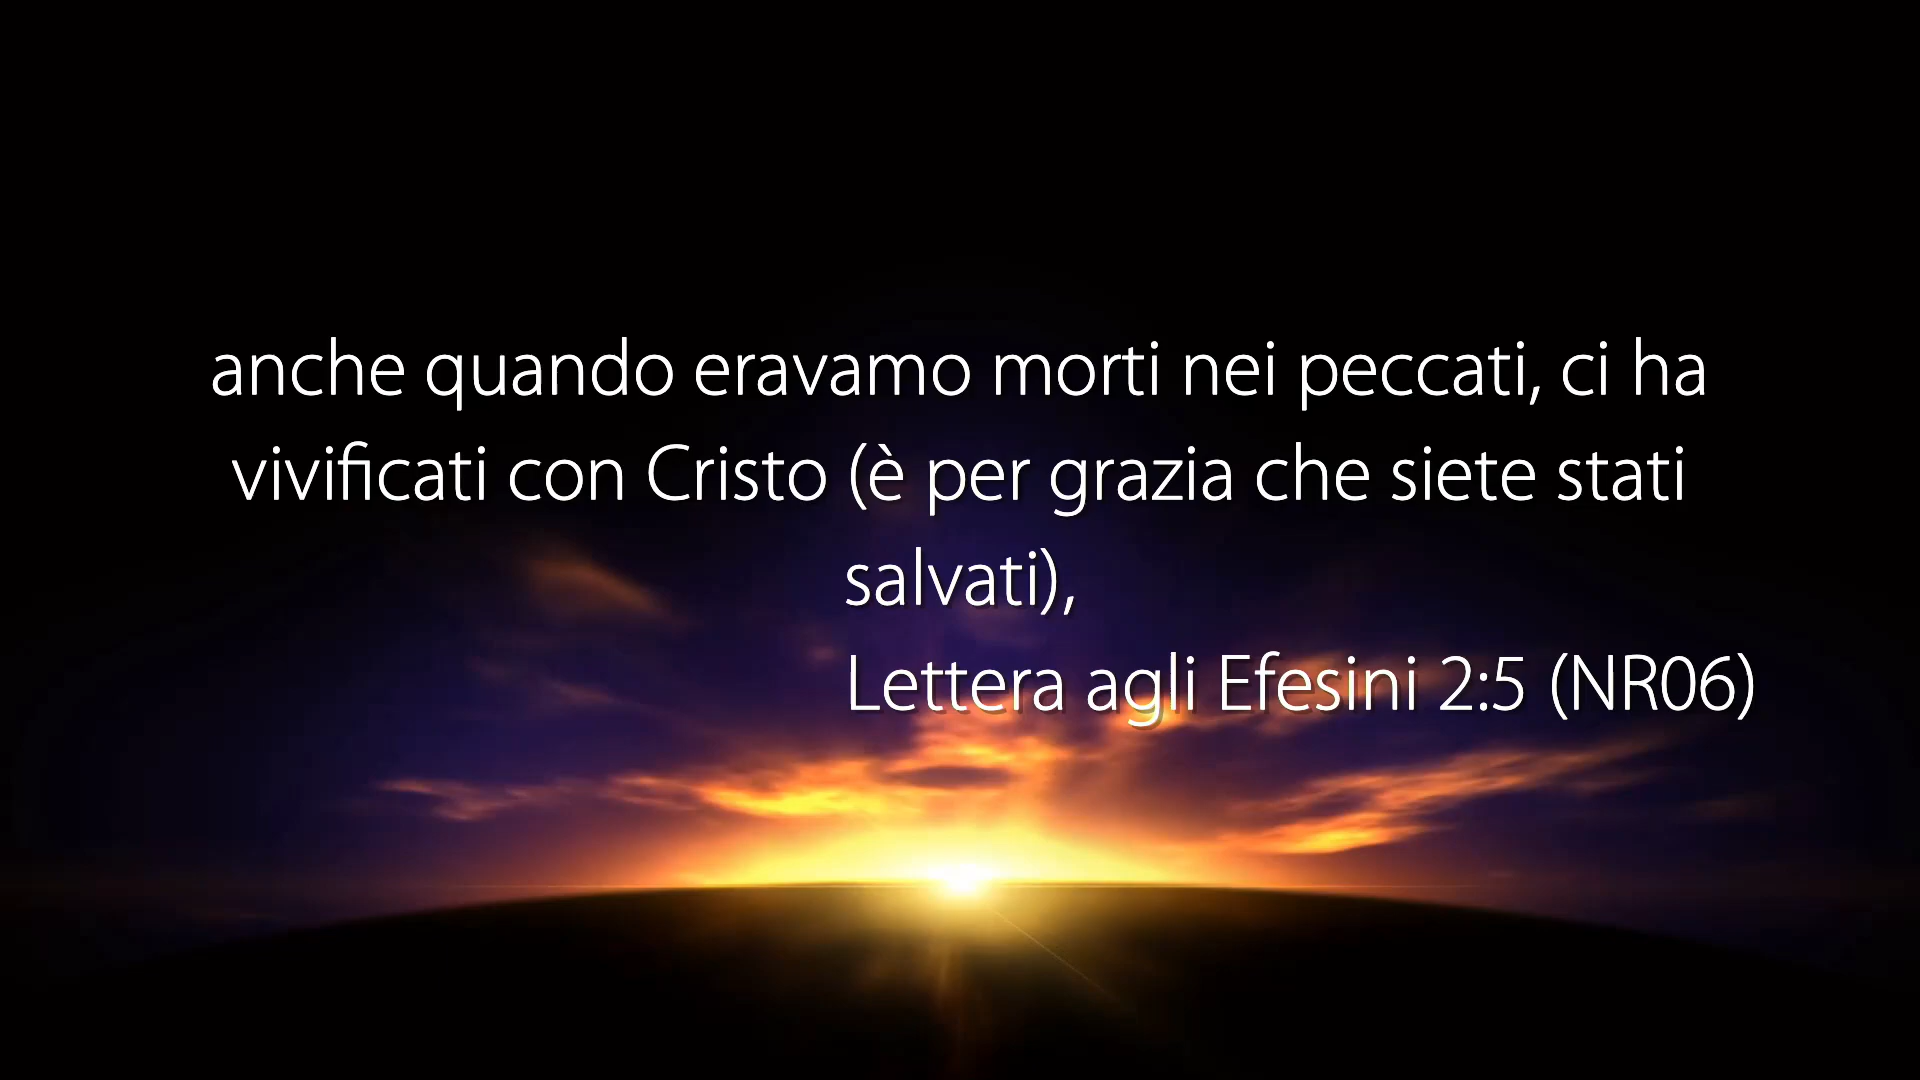 anche quando eravamo morti nei peccati, ci ha
vivificati con Cristo (è per grazia che siete stati
salvati),
Lettera agli Efesini 2:5 (NR06)